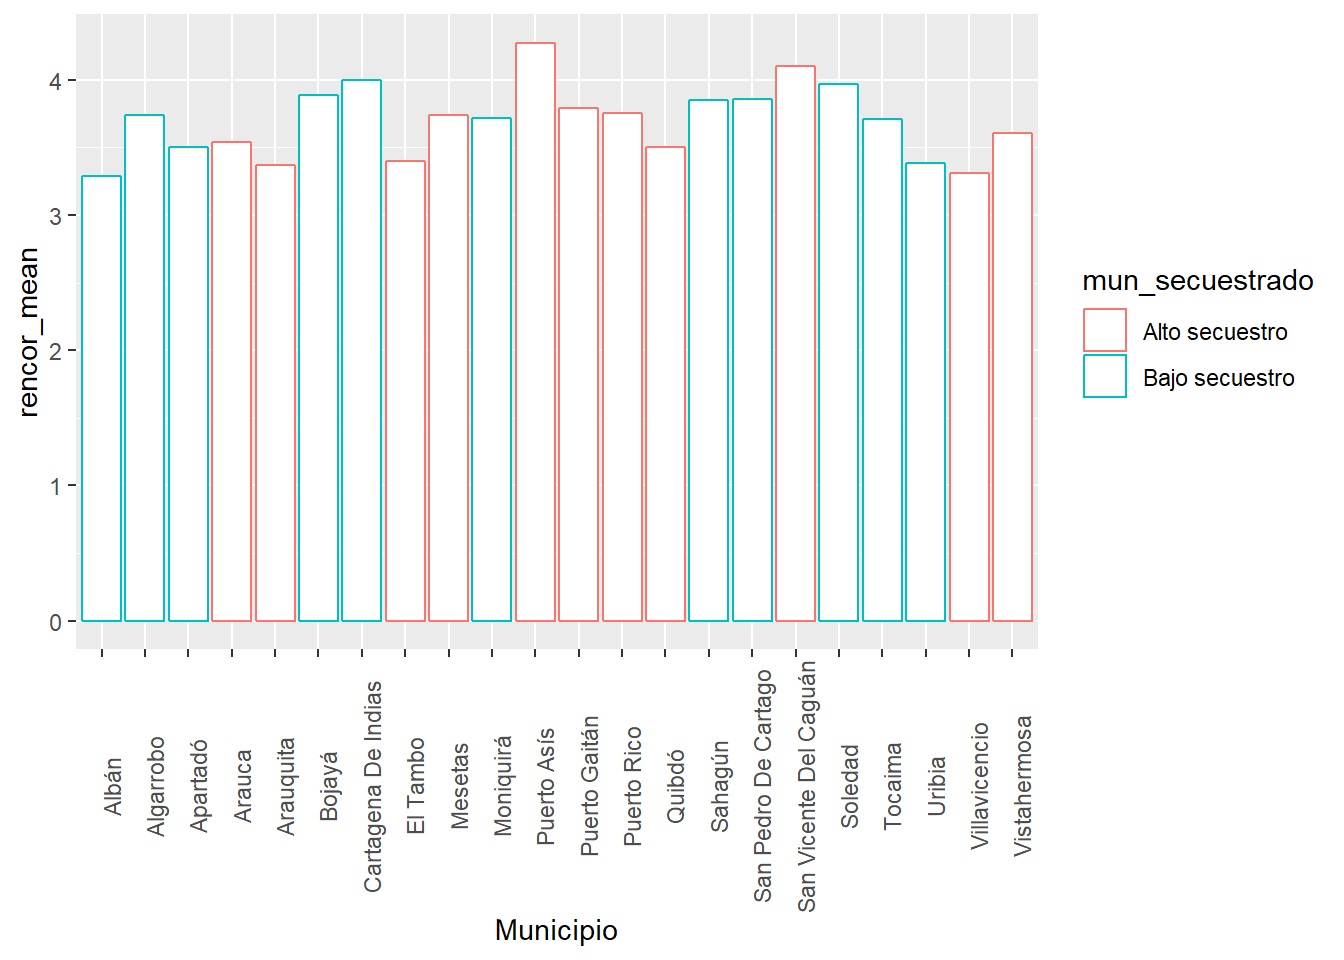 4
3
2
1
0
rencor_mean
Albán
Algarrobo
Apartadó
Arauca
Arauquita
Bojayá
Cartagena De Indias
El Tambo
Mesetas
Moniquirá
Puerto Asís
Puerto Gaitán
Puerto Rico
Quibdó
Sahagún
San Pedro De Cartago
San Vicente Del Caguán
Soledad
Tocaima
Uribia
Villavicencio
Vistahermosa
Municipio
mun_secuestrado
Alto secuestro
Bajo secuestro